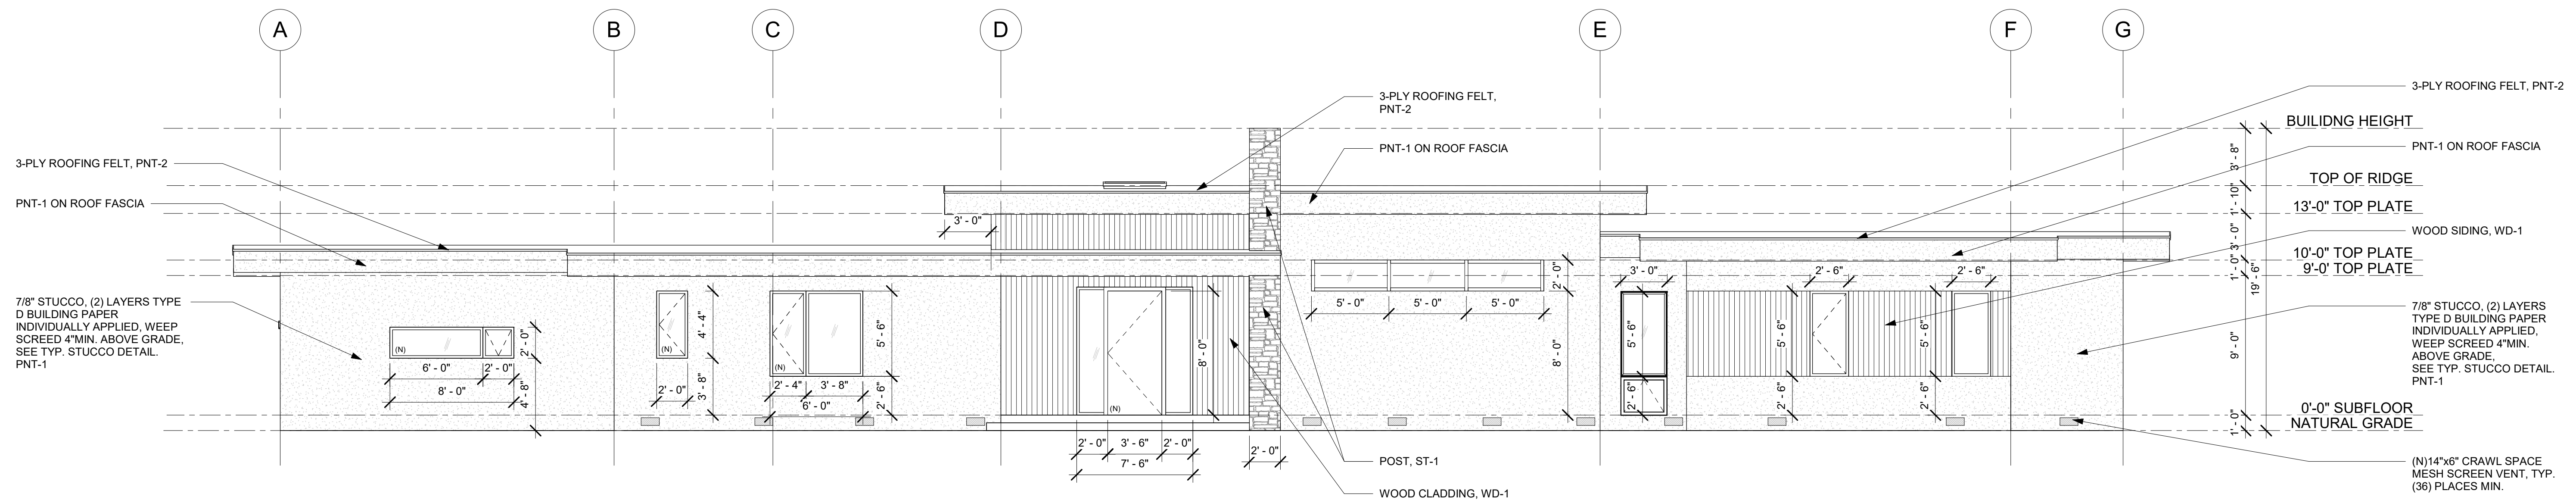 A
B
C
D
E
F
G
3-PLY ROOFING FELT, PNT-2
PNT-1 ON ROOF FASCIA
7/8" STUCCO, (2) LAYERS TYPE
D BUILDING PAPER
INDIVIDUALLY APPLIED, WEEP
SCREED 4"MIN. ABOVE GRADE,
SEE TYP. STUCCO DETAIL.
PNT-1
3-PLY ROOFING FELT,
PNT-2
PNT-1 ON ROOF FASCIA
3' - 0"
(N)
6' - 0"
2' - 0"
8' - 0"
2' - 0"
4' - 8"
(N)
2' - 0"
4' - 4"
3' - 8"
(N)
2' - 4"
3' - 8"
6' - 0"
5' - 6"
2' - 6"
(N)
8' - 0"
2' - 0"
3' - 6"
2' - 0"
7' - 6"
2' - 0"
POST, ST-1
WOOD CLADDING, WD-1
5' - 0"
5' - 0"
5' - 0"
2' - 0"
8' - 0"
3' - 0"
5' - 6"
2' - 6"
2' - 6"
5' - 6"
2' - 6"
2' - 6"
5' - 6"
2' - 6"
BUILIDNG HEIGHT
TOP OF RIDGE
13'-0" TOP PLATE
10'-0" TOP PLATE
9'-0' TOP PLATE
0'-0" SUBFLOOR
NATURAL GRADE
3' - 8"
1' - 10"
3' - 0"
1' - 0"
9' - 0"
1' - 0"
19' - 6"
3-PLY ROOFING FELT, PNT-2
PNT-1 ON ROOF FASCIA
WOOD SIDING, WD-1
7/8" STUCCO, (2) LAYERS
TYPE D BUILDING PAPER
INDIVIDUALLY APPLIED,
WEEP SCREED 4"MIN.
ABOVE GRADE,
SEE TYP. STUCCO DETAIL.
PNT-1
(N)14"x6" CRAWL SPACE
MESH SCREEN VENT, TYP.
(36) PLACES MIN.